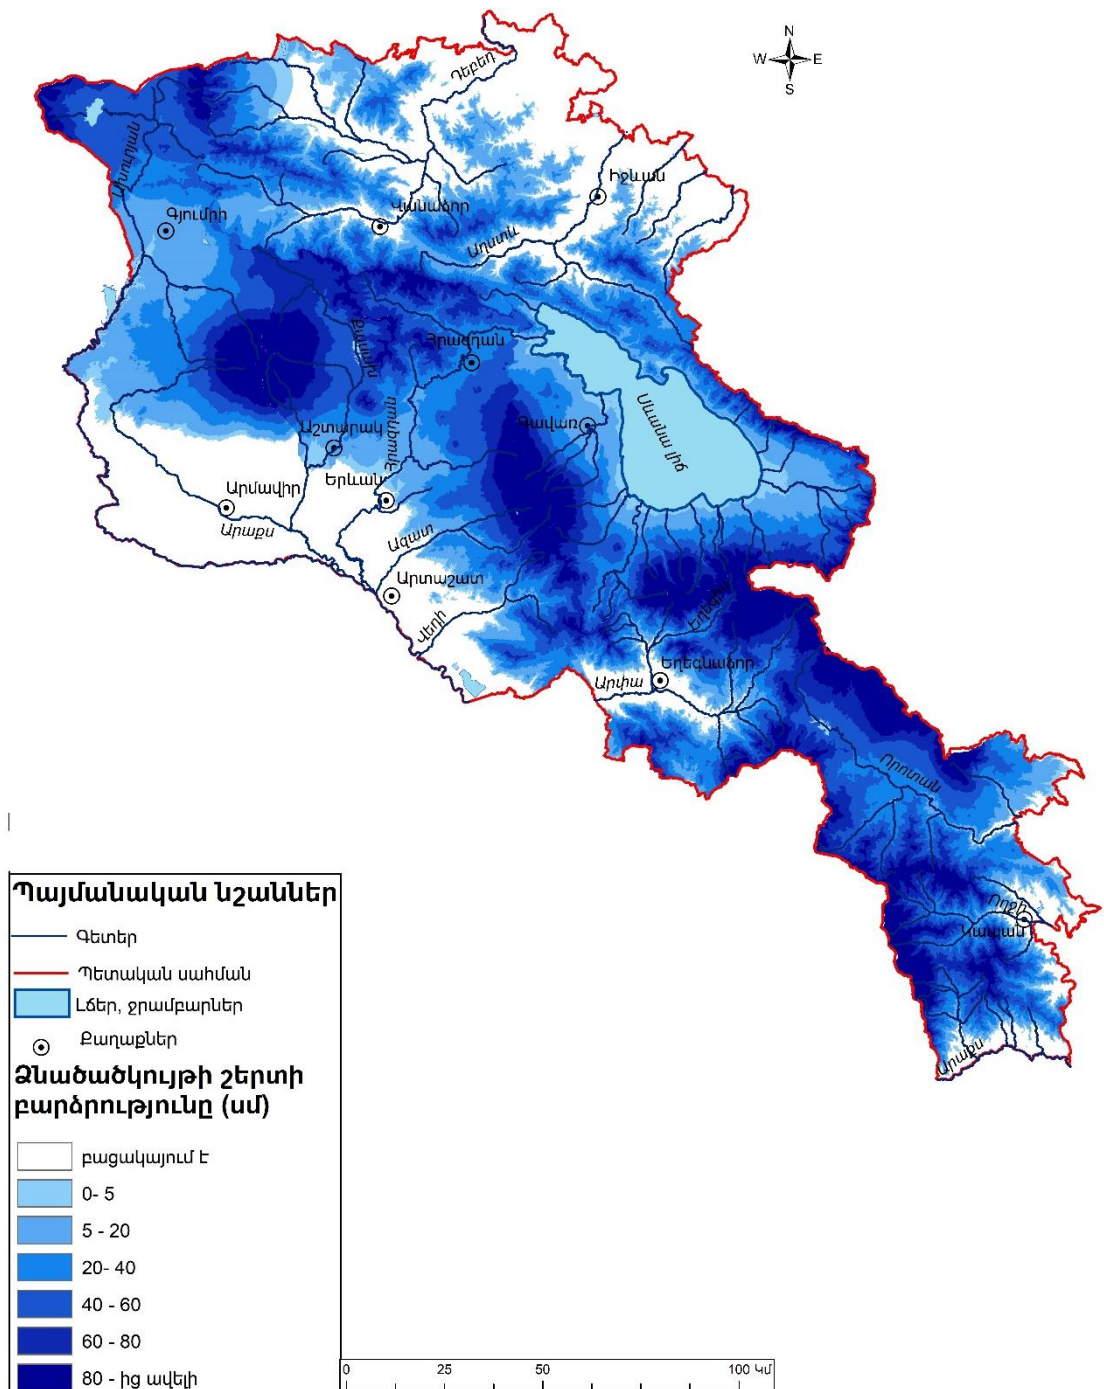 N
W E
S
Դեբեդ
Ախուրյան
Իջևան
Գյումրի
Վանաձոր
Աղստև
Քասախ
Հրազդան
Սևանա լիճ
Գավառ
Աշտարակ
Հրազդան
Երևան
Արմավիր
Արաքս
Ազատ
Արտաշատ
Վեդի
Եղեգիս
Եղեգնաձոր
Արփա
Որոտան
Ողջի
Կապան
Արաքս
Պայմանական նշաններ
Գետեր
Պետական սահման
Լճեր, ջրամբարներ
Քաղաքներ
Ձնածածկույթի շերտի
բարձրությունը (սմ)
բացակայում է
0- 5
5 - 20
20- 40
40 - 60
60 - 80
80 - ից ավելի
0 25 50 100 Կմ